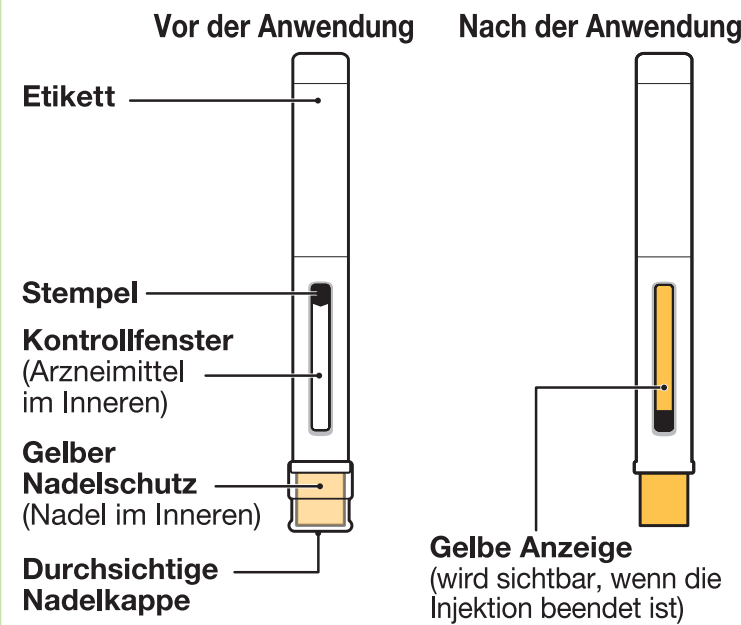 Vor der Anwendung
Etikett
Stempel
Kontrollfenster
(Arzneimittel
im Inneren)
Gelber
Nadelschutz
(Nadel im Inneren)
Durchsichtige
Nadelkappe
Nach der Anwendung
Gelbe Anzeige
(wird sichtbar, wenn die
Injektion beendet ist)